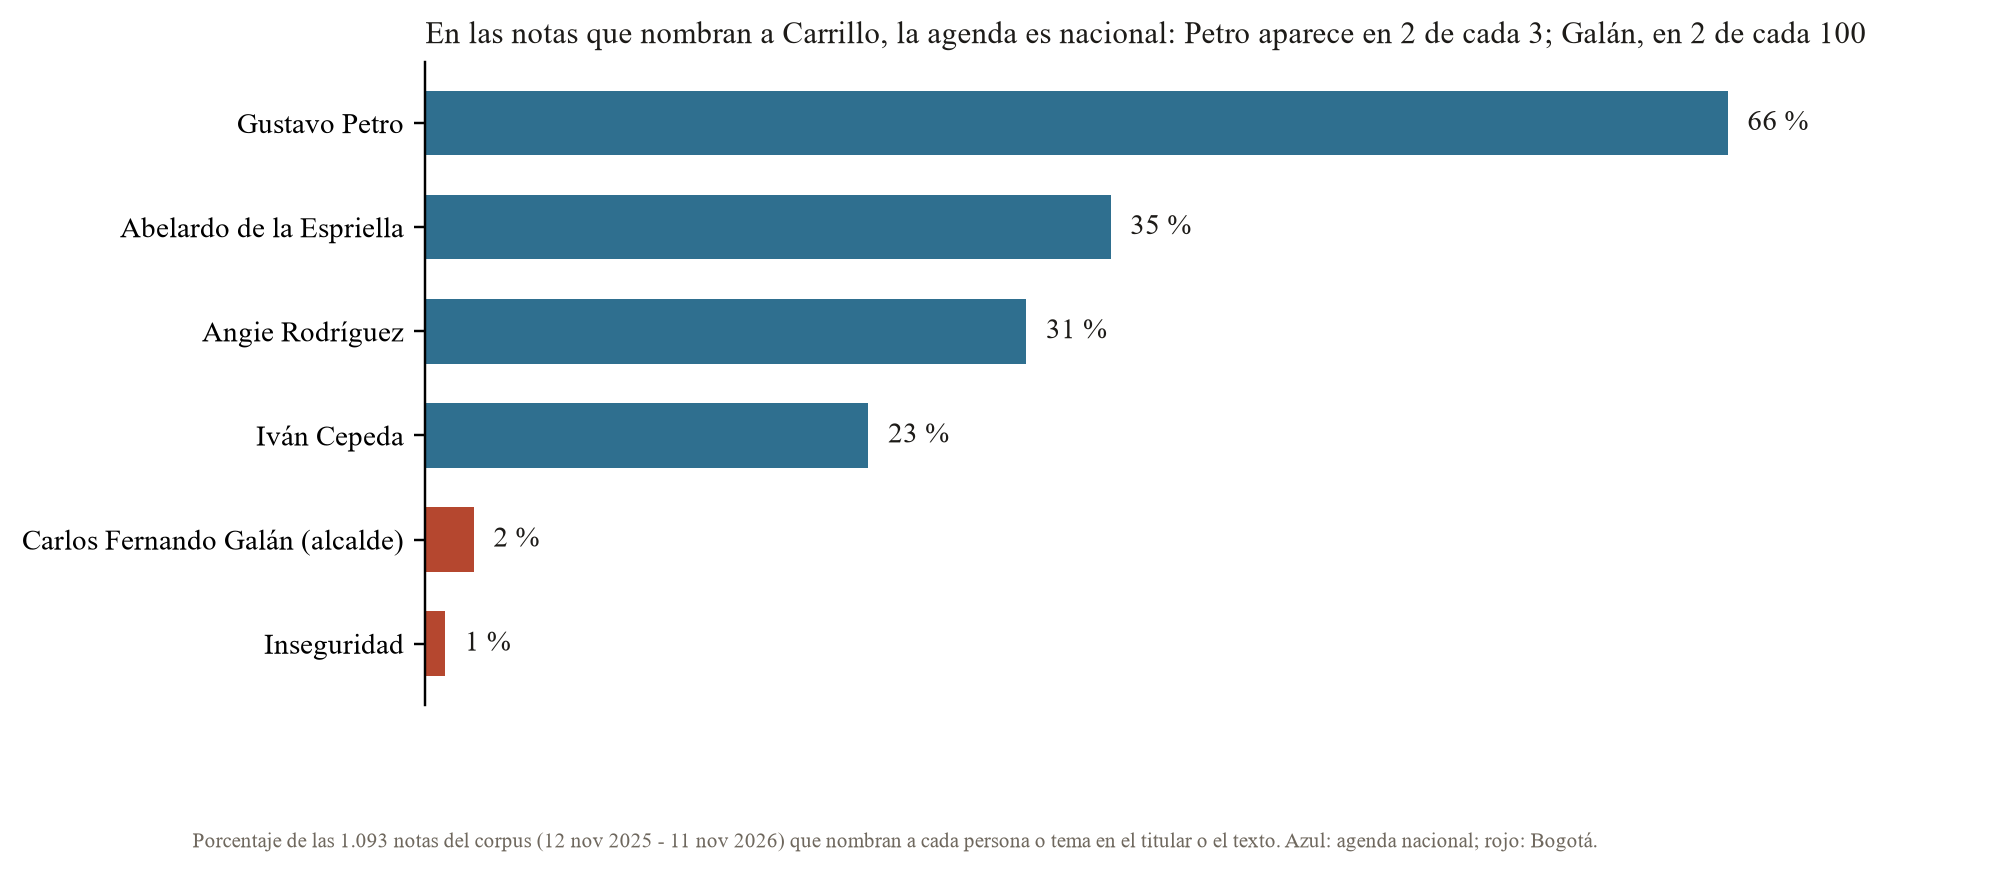 En las notas que nombran a Carrillo, la agenda es nacional: Petro aparece en 2 de cada 3; Galán, en 2 de cada 100
Gustavo Petro 66 %
Abelardo de la Espriella 35 %
Angie Rodríguez 31 %
Iván Cepeda 23 %
Carlos Fernando Galán (alcalde) 2 %
Inseguridad 1 %
Porcentaje de las 1.093 notas del corpus (12 nov 2025 - 11 nov 2026) que nombran a cada persona o tema en el titular o el texto. Azul: agenda nacional; rojo: Bogotá.